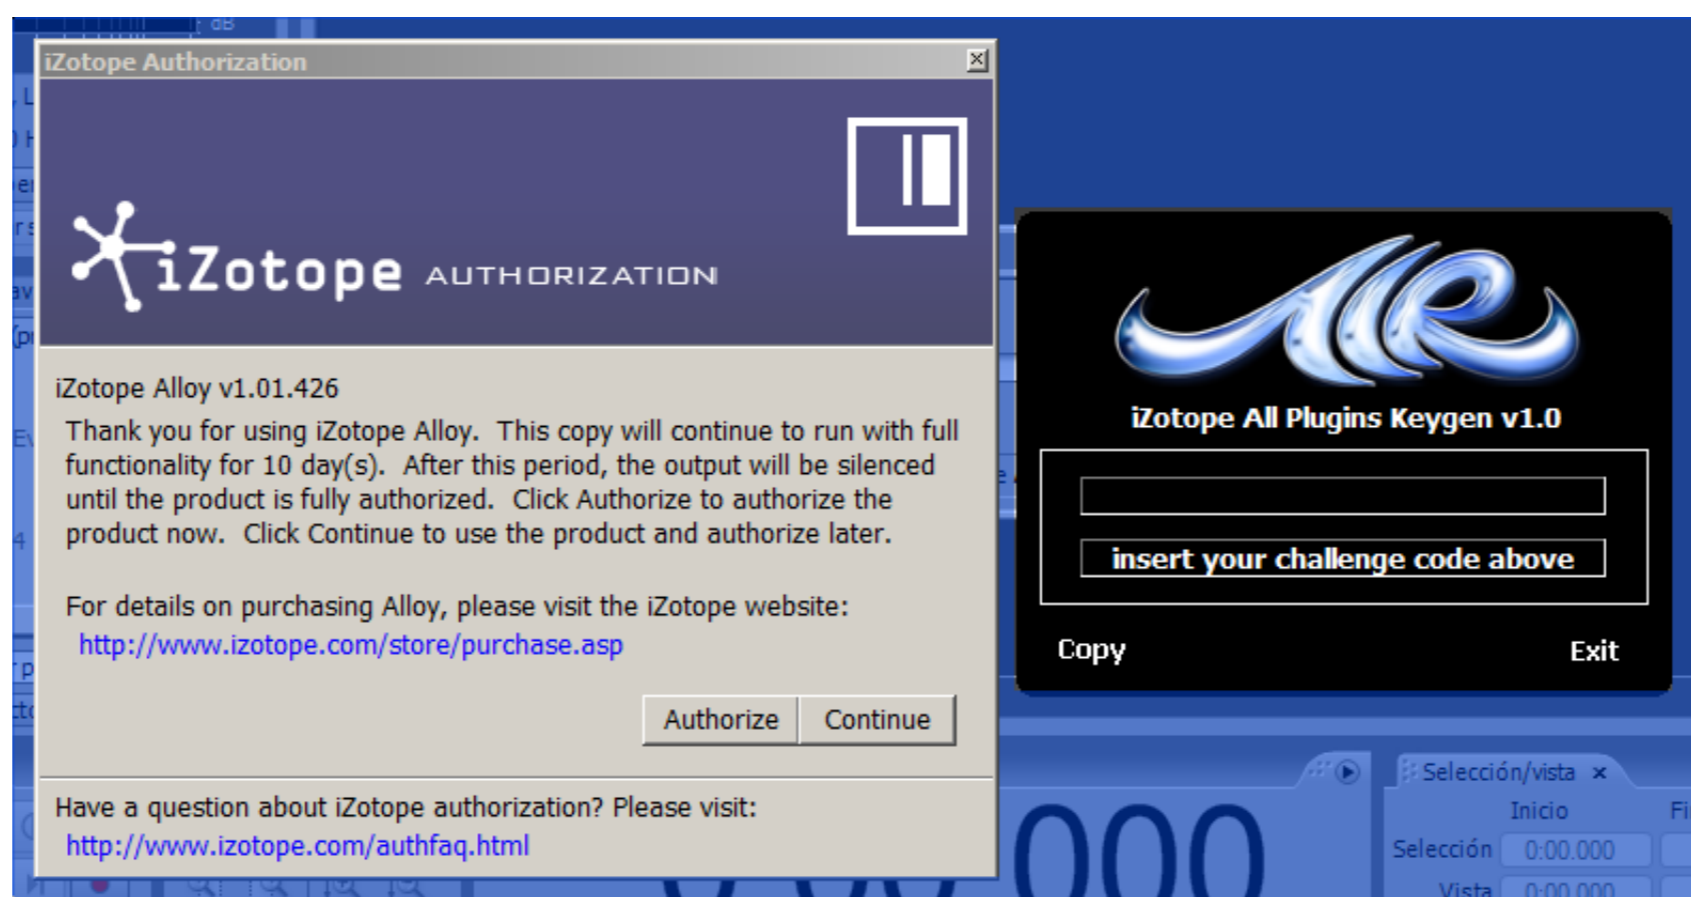 dB
iZotope Authorization
iZotope AUTHORIZATION
iZotope Alloy v1.01.426
Thank you for using iZotope Alloy.  This copy will continue to run with full
functionality for 10 day(s).  After this period, the output will be silenced
until the product is fully authorized.  Click Authorize to authorize the
product now.  Click Continue to use the product and authorize later.
For details on purchasing Alloy, please visit the iZotope website:
http://www.izotope.com/store/purchase.asp
Authorize
Continue
Have a question about iZotope authorization? Please visit:
http://www.izotope.com/authfaq.html
iZotope All Plugins Keygen v1.0
insert your challenge code above
Copy
Exit
Selección/vista
Inicio
Selección 0:00.000
Vista 0:00.000
0:00.000